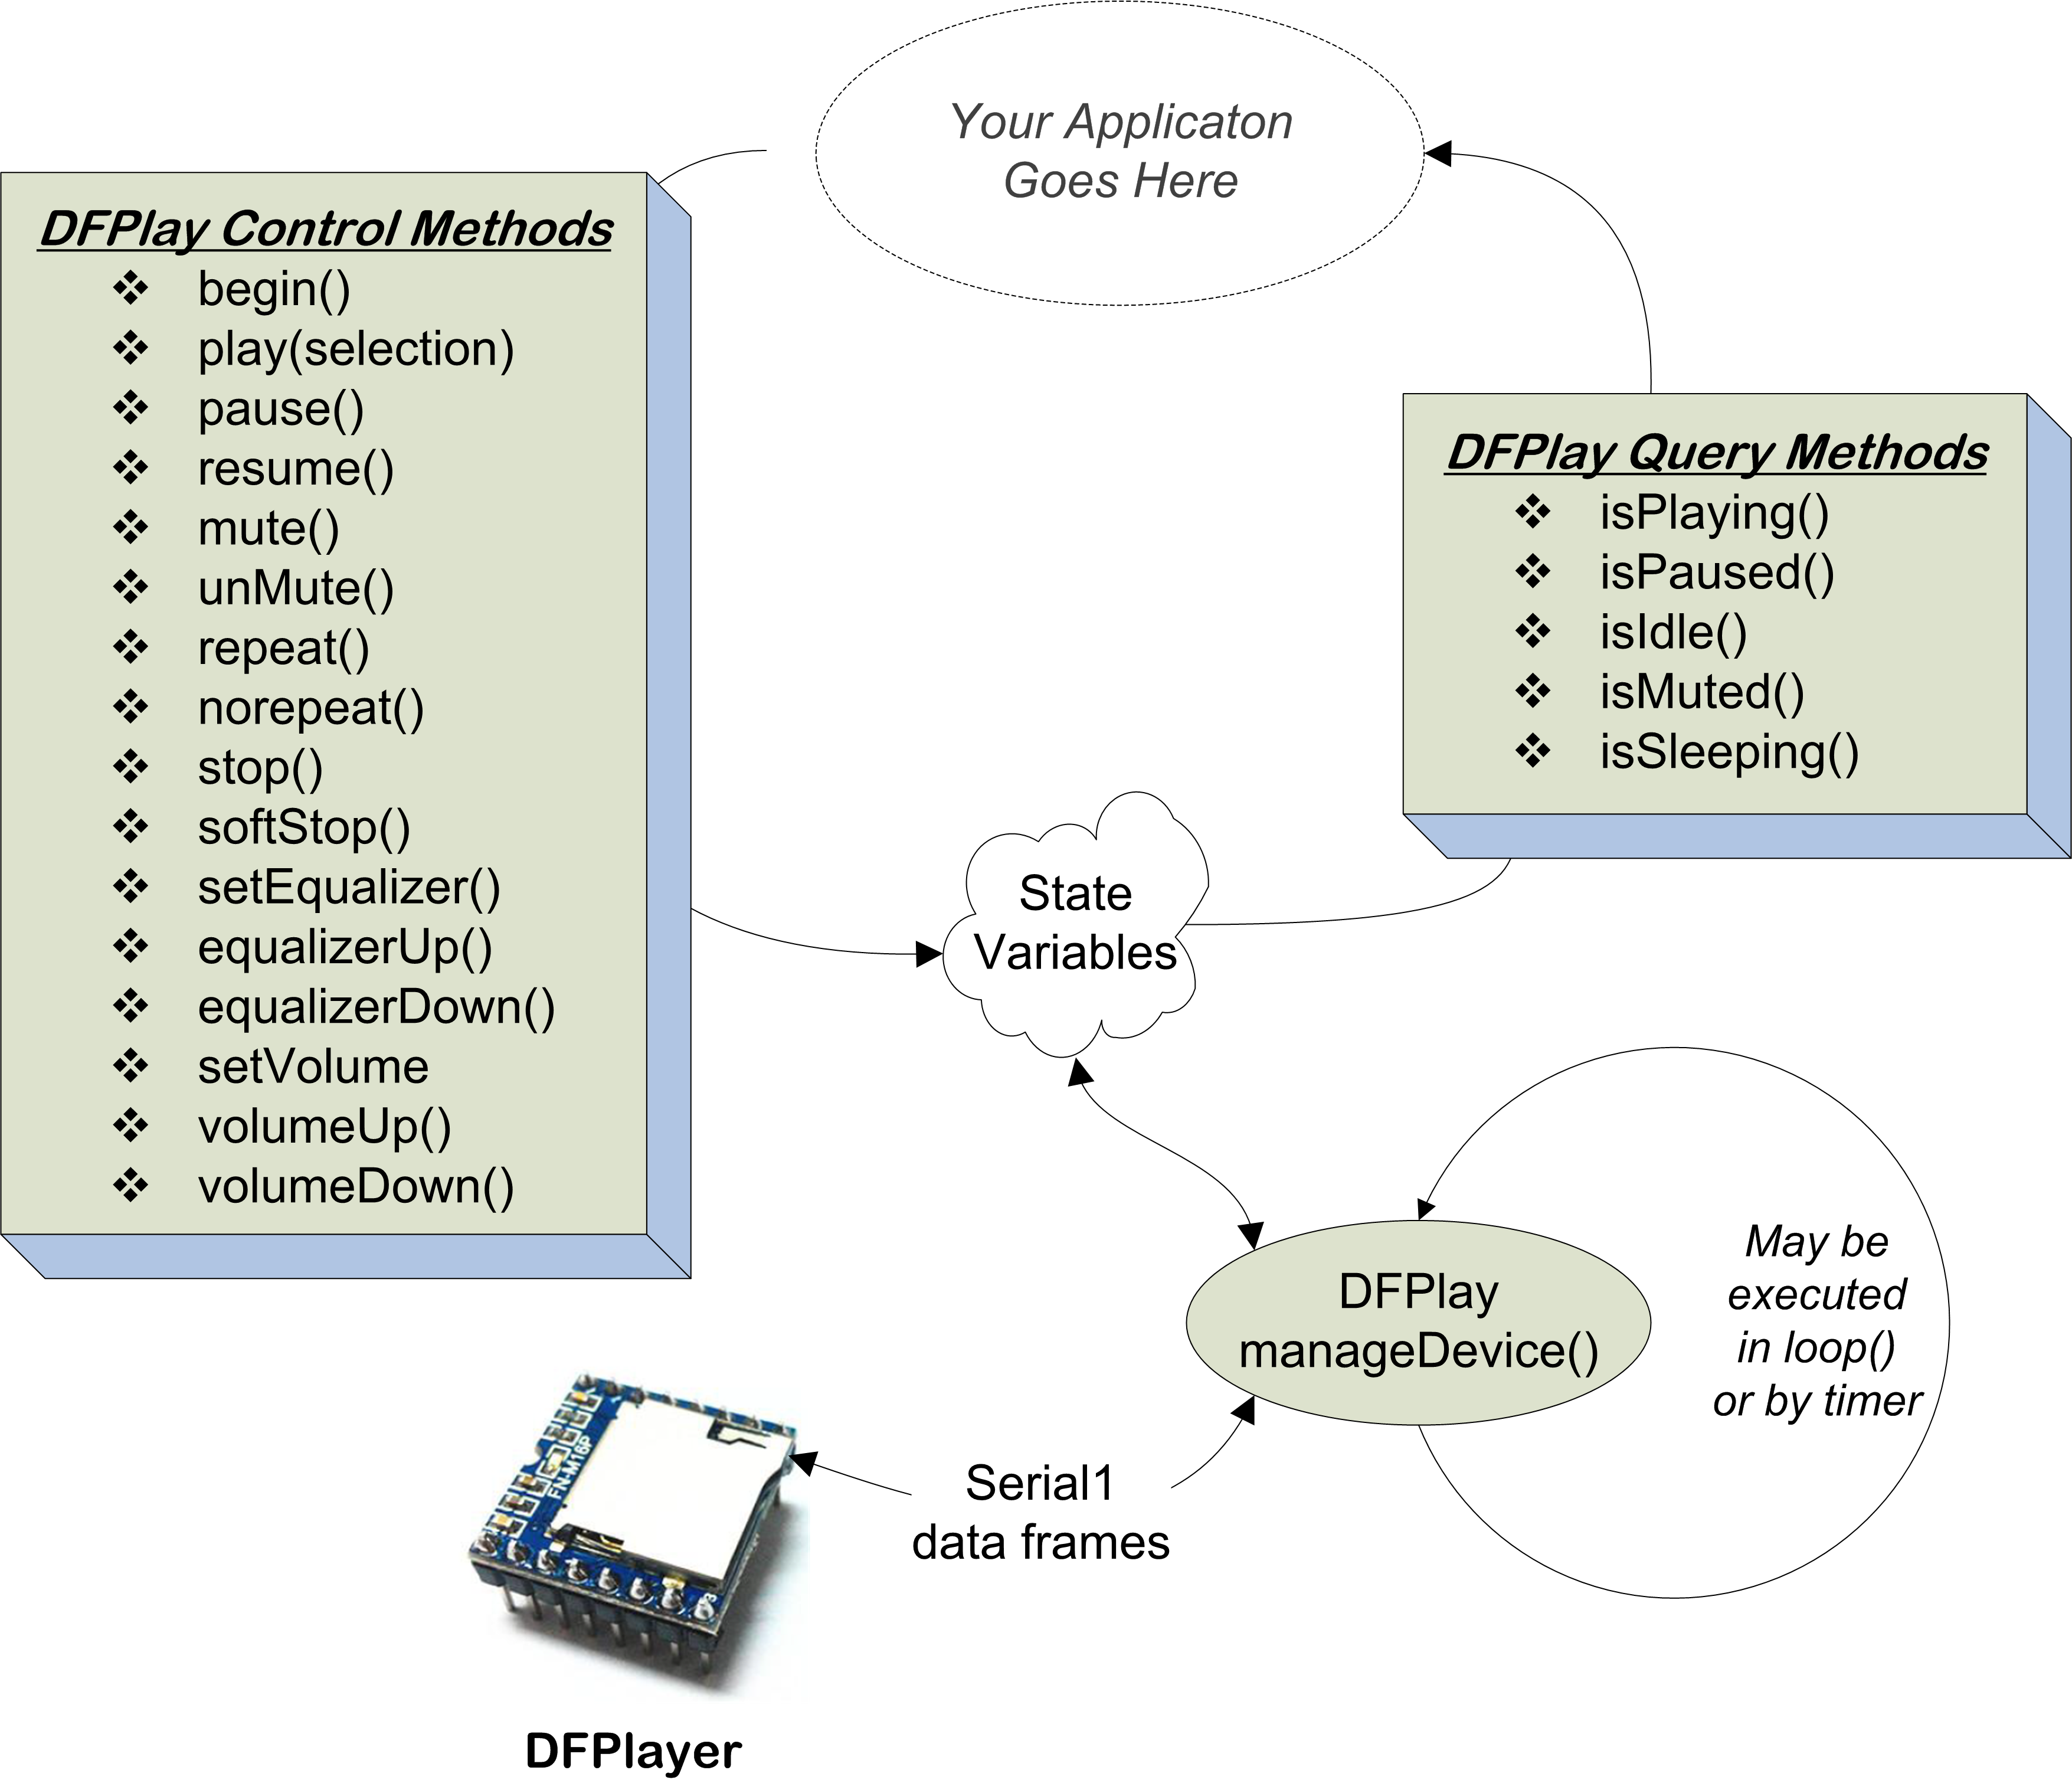 Your Applicaton
Goes Here
DFPlay Control Methods
❖ begin()
❖ play(selection)
❖ pause()
❖ resume()
❖ mute()
❖ unMute()
❖ repeat()
❖ norepeat()
❖ stop()
❖ softStop()
❖ setEqualizer()
❖ equalizerUp()
❖ equalizerDown()
❖ setVolume
❖ volumeUp()
❖ volumeDown()
DFPlay Query Methods
❖ isPlaying()
❖ isPaused()
❖ isIdle()
❖ isMuted()
❖ isSleeping()
State
Variables
DFPlay
manageDevice()
May be
executed
in loop()
or by timer
Serial1
data frames
FN-M16P
DFPlayer